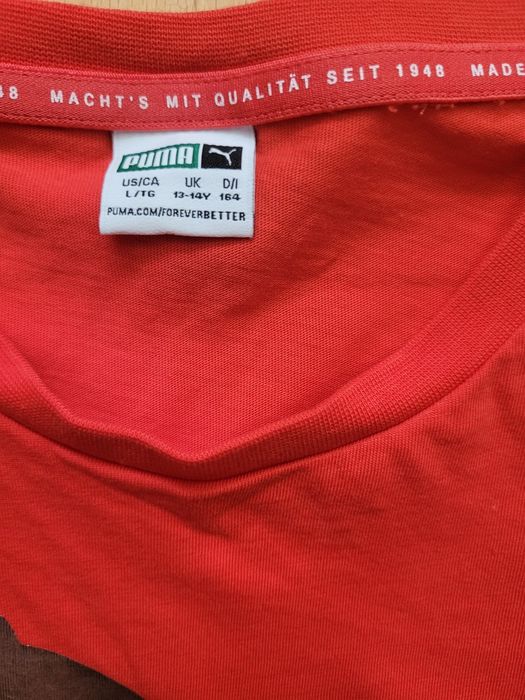 48 MACHT'S MIT QUALITÄT SEIT 1948 MADE
PUMA
US/CA UK D/I
L/TG 13-14Y 164
PUMA.COM/FOREVERBETTER